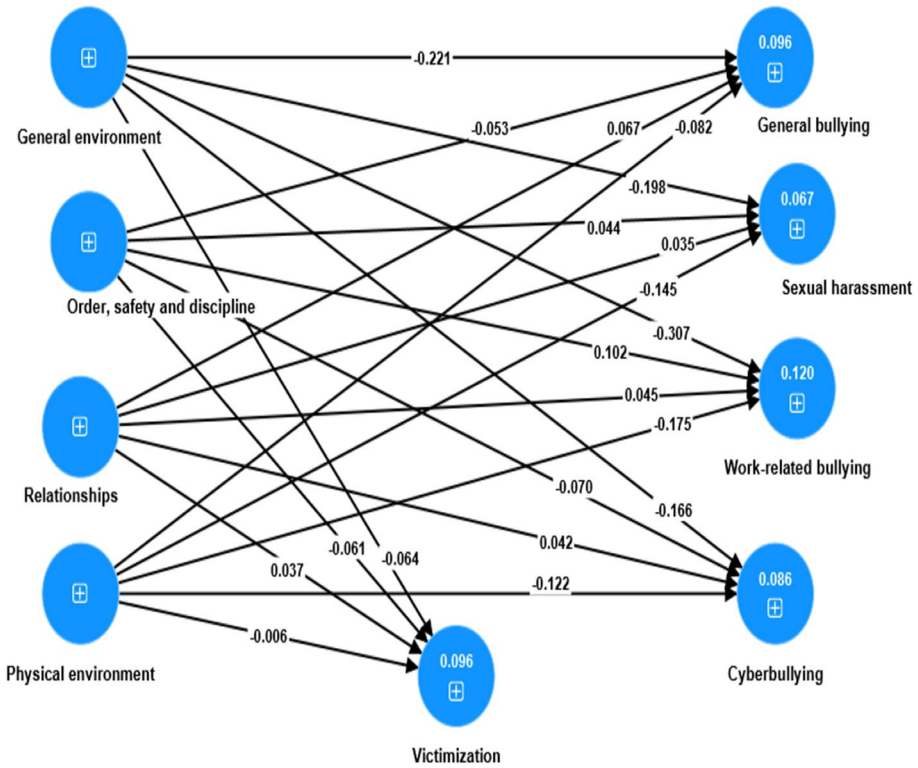 0.096
-0.221
General environment
General bullying
-0.053
0.067
-0.082
-0.198
0.067
0.044
0.035
Order, safety and discipline
Sexual harassment
-0.145
-0.307
0.102
0.120
0.045
-0.175
Relationships
Work-related bullying
-0.070
-0.166
0.042
-0.061
-0.064
0.037
-0.122
0.086
-0.006
Physical environment
0.096
Cyberbullying
Victimization